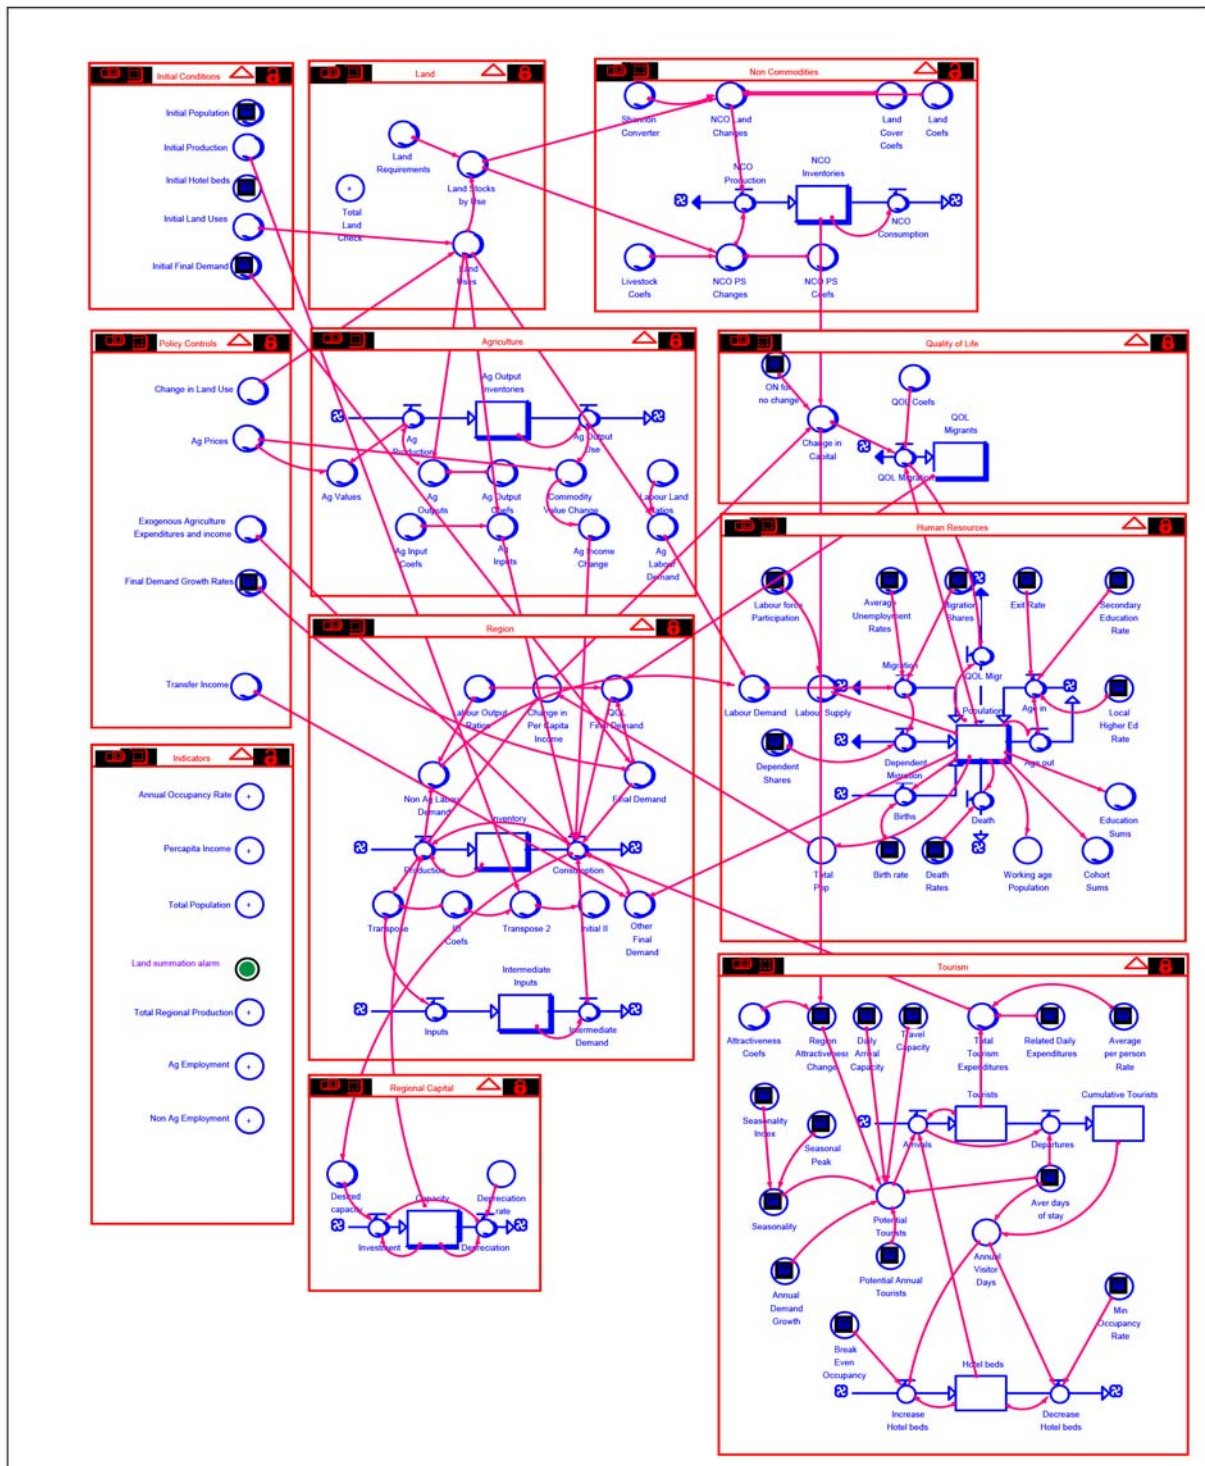 Initial Conditions
Initial Population
Initial Production
Initial Hotel beds
Initial Land Uses
Initial Final Demand
Land
Land
Requirements
Land Stocks
by Use
Total
Land
Check
Land
Uses
Non Commodities
Shannon
Converter
NCO Land
Changes
Land
Cover
Coefs
Land
Coefs
NCO
Production
NCO
Inventories
NCO
Consumption
Livestock
Coefs
NCO PS
Changes
NCO PS
Coefs
Policy Controls
Change in Land Use
Ag Prices
Exogenous Agriculture
Expenditures and income
Final Demand Growth Rates
Transfer Income
Agriculture
Ag Output
Inventories
Ag
Production
Ag Output
Use
Ag Values
Ag
Outputs
Ag Output
Coefs
Commodity
Value Change
Labour Land
Ratios
Ag Input
Coefs
Ag
Inputs
Ag Income
Change
Ag
Labour
Demand
Quality of Life
ON for
no change
QOL Coefs
Change in
Capital
QOL
Migrants
QOL Migration
Human Resources
Labour force
Participation
Average
Unemployment
Rates
Migration
Shares
Exit Rate
Secondary
Education
Rate
Migration
QOL Migr
Labour Demand
Labour Supply
Population
Age in
Local
Higher Ed
Rate
Dependent
Shares
Dependent
Migration
Age out
Births
Death
Education
Sums
Total
Pop
Birth rate
Death
Rates
Working age
Population
Cohort
Sums
Region
Labour Output
Ratios
Change in
Per Capita
Income
QOL
Final Demand
Non Ag Labour
Demand
Final Demand
Inventory
Production
Consumption
Transpose
IO
Coefs
Transpose 2
Initial II
Other
Final
Demand
Intermediate
Inputs
Inputs
Intermediate
Demand
Indicators
Annual Occupancy Rate
Percapita Income
Total Population
Land summation alarm
Total Regional Production
Ag Employment
Non Ag Employment
Regional Capital
Desired
capacity
Capacity
Depreciation
rate
Investment
Depreciation
Tourism
Attractiveness
Coefs
Region
Attractiveness
Change
Daily
Arrival
Capacity
Travel
Capacity
Total
Tourism
Expenditures
Related Daily
Expenditures
Average
per person
Rate
Seasonality
Index
Seasonal
Peak
Tourists
Cumulative Tourists
Arrivals
Departures
Seasonality
Potential
Tourists
Aver days
of stay
Annual
Demand
Growth
Potential Annual
Tourists
Annual
Visitor
Days
Min
Occupancy
Rate
Break
Even
Occupancy
Hotel beds
Increase
Hotel beds
Decrease
Hotel beds